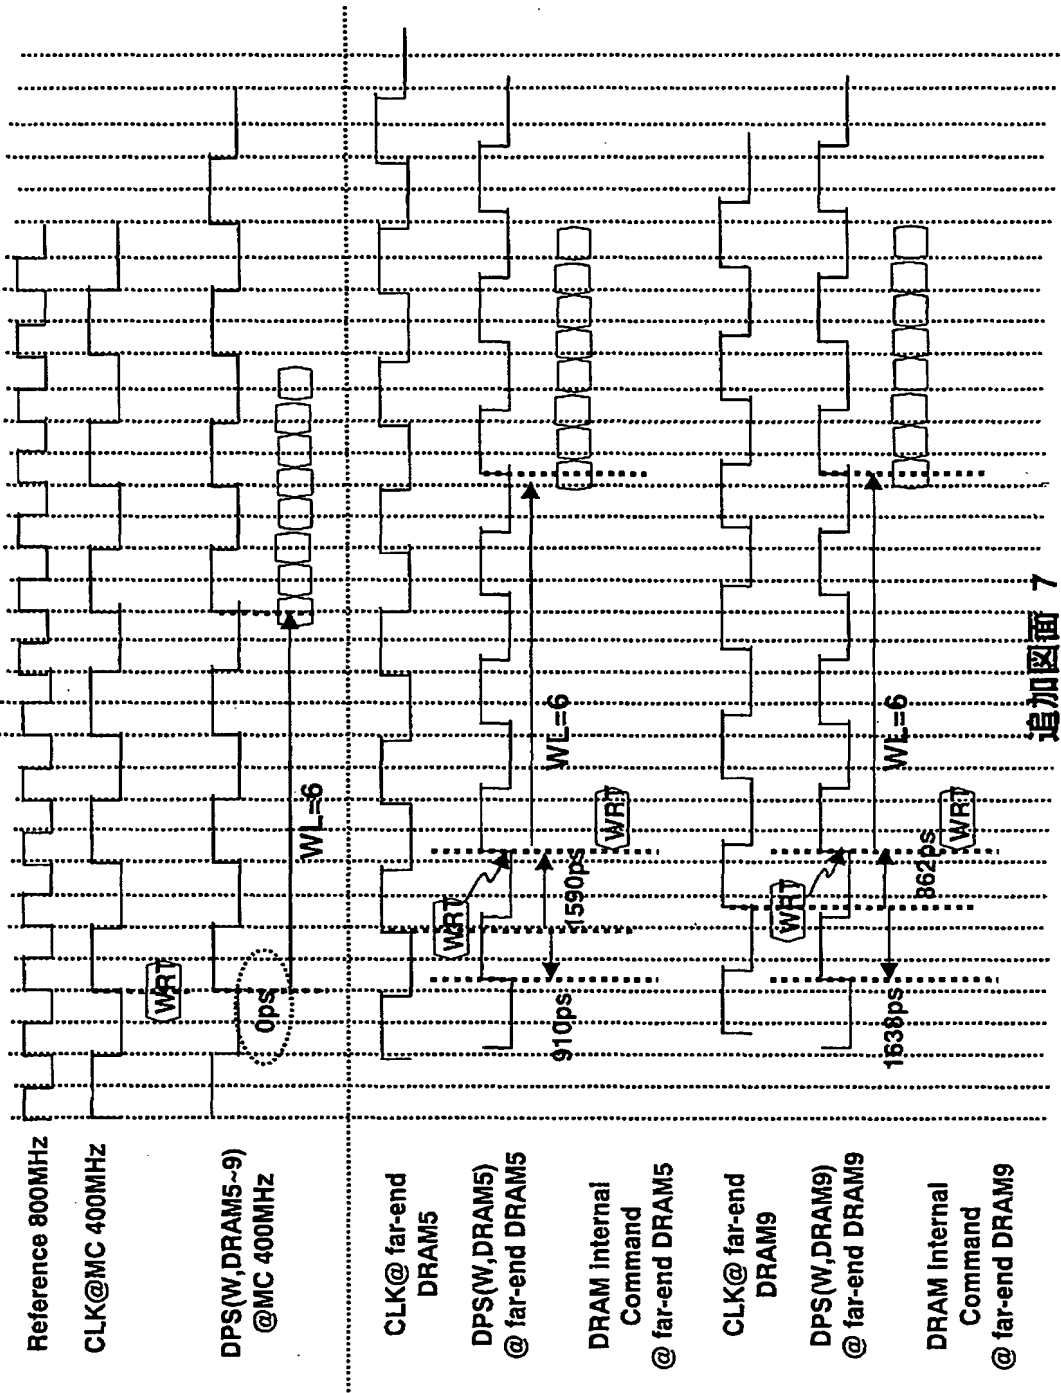 Reference 800MHz
CLK@MC 400MHz
WRT
DPS(W,DRAM5~9)
@MC 400MHz
0ps
WL=6
CLK@ far-end
DRAM5
WRT
DPS(W,DRAM5)
@ far-end DRAM5
910ps
1590ps
WL=6
DRAM internal
Command
@ far-end DRAM5
WRT
CLK@ far-end
DRAM9
WRT
DPS(W,DRAM9)
@ far-end DRAM9
1638ps
862ps
WL=6
DRAM internal
Command
@ far-end DRAM9
WRT
追加図面 7